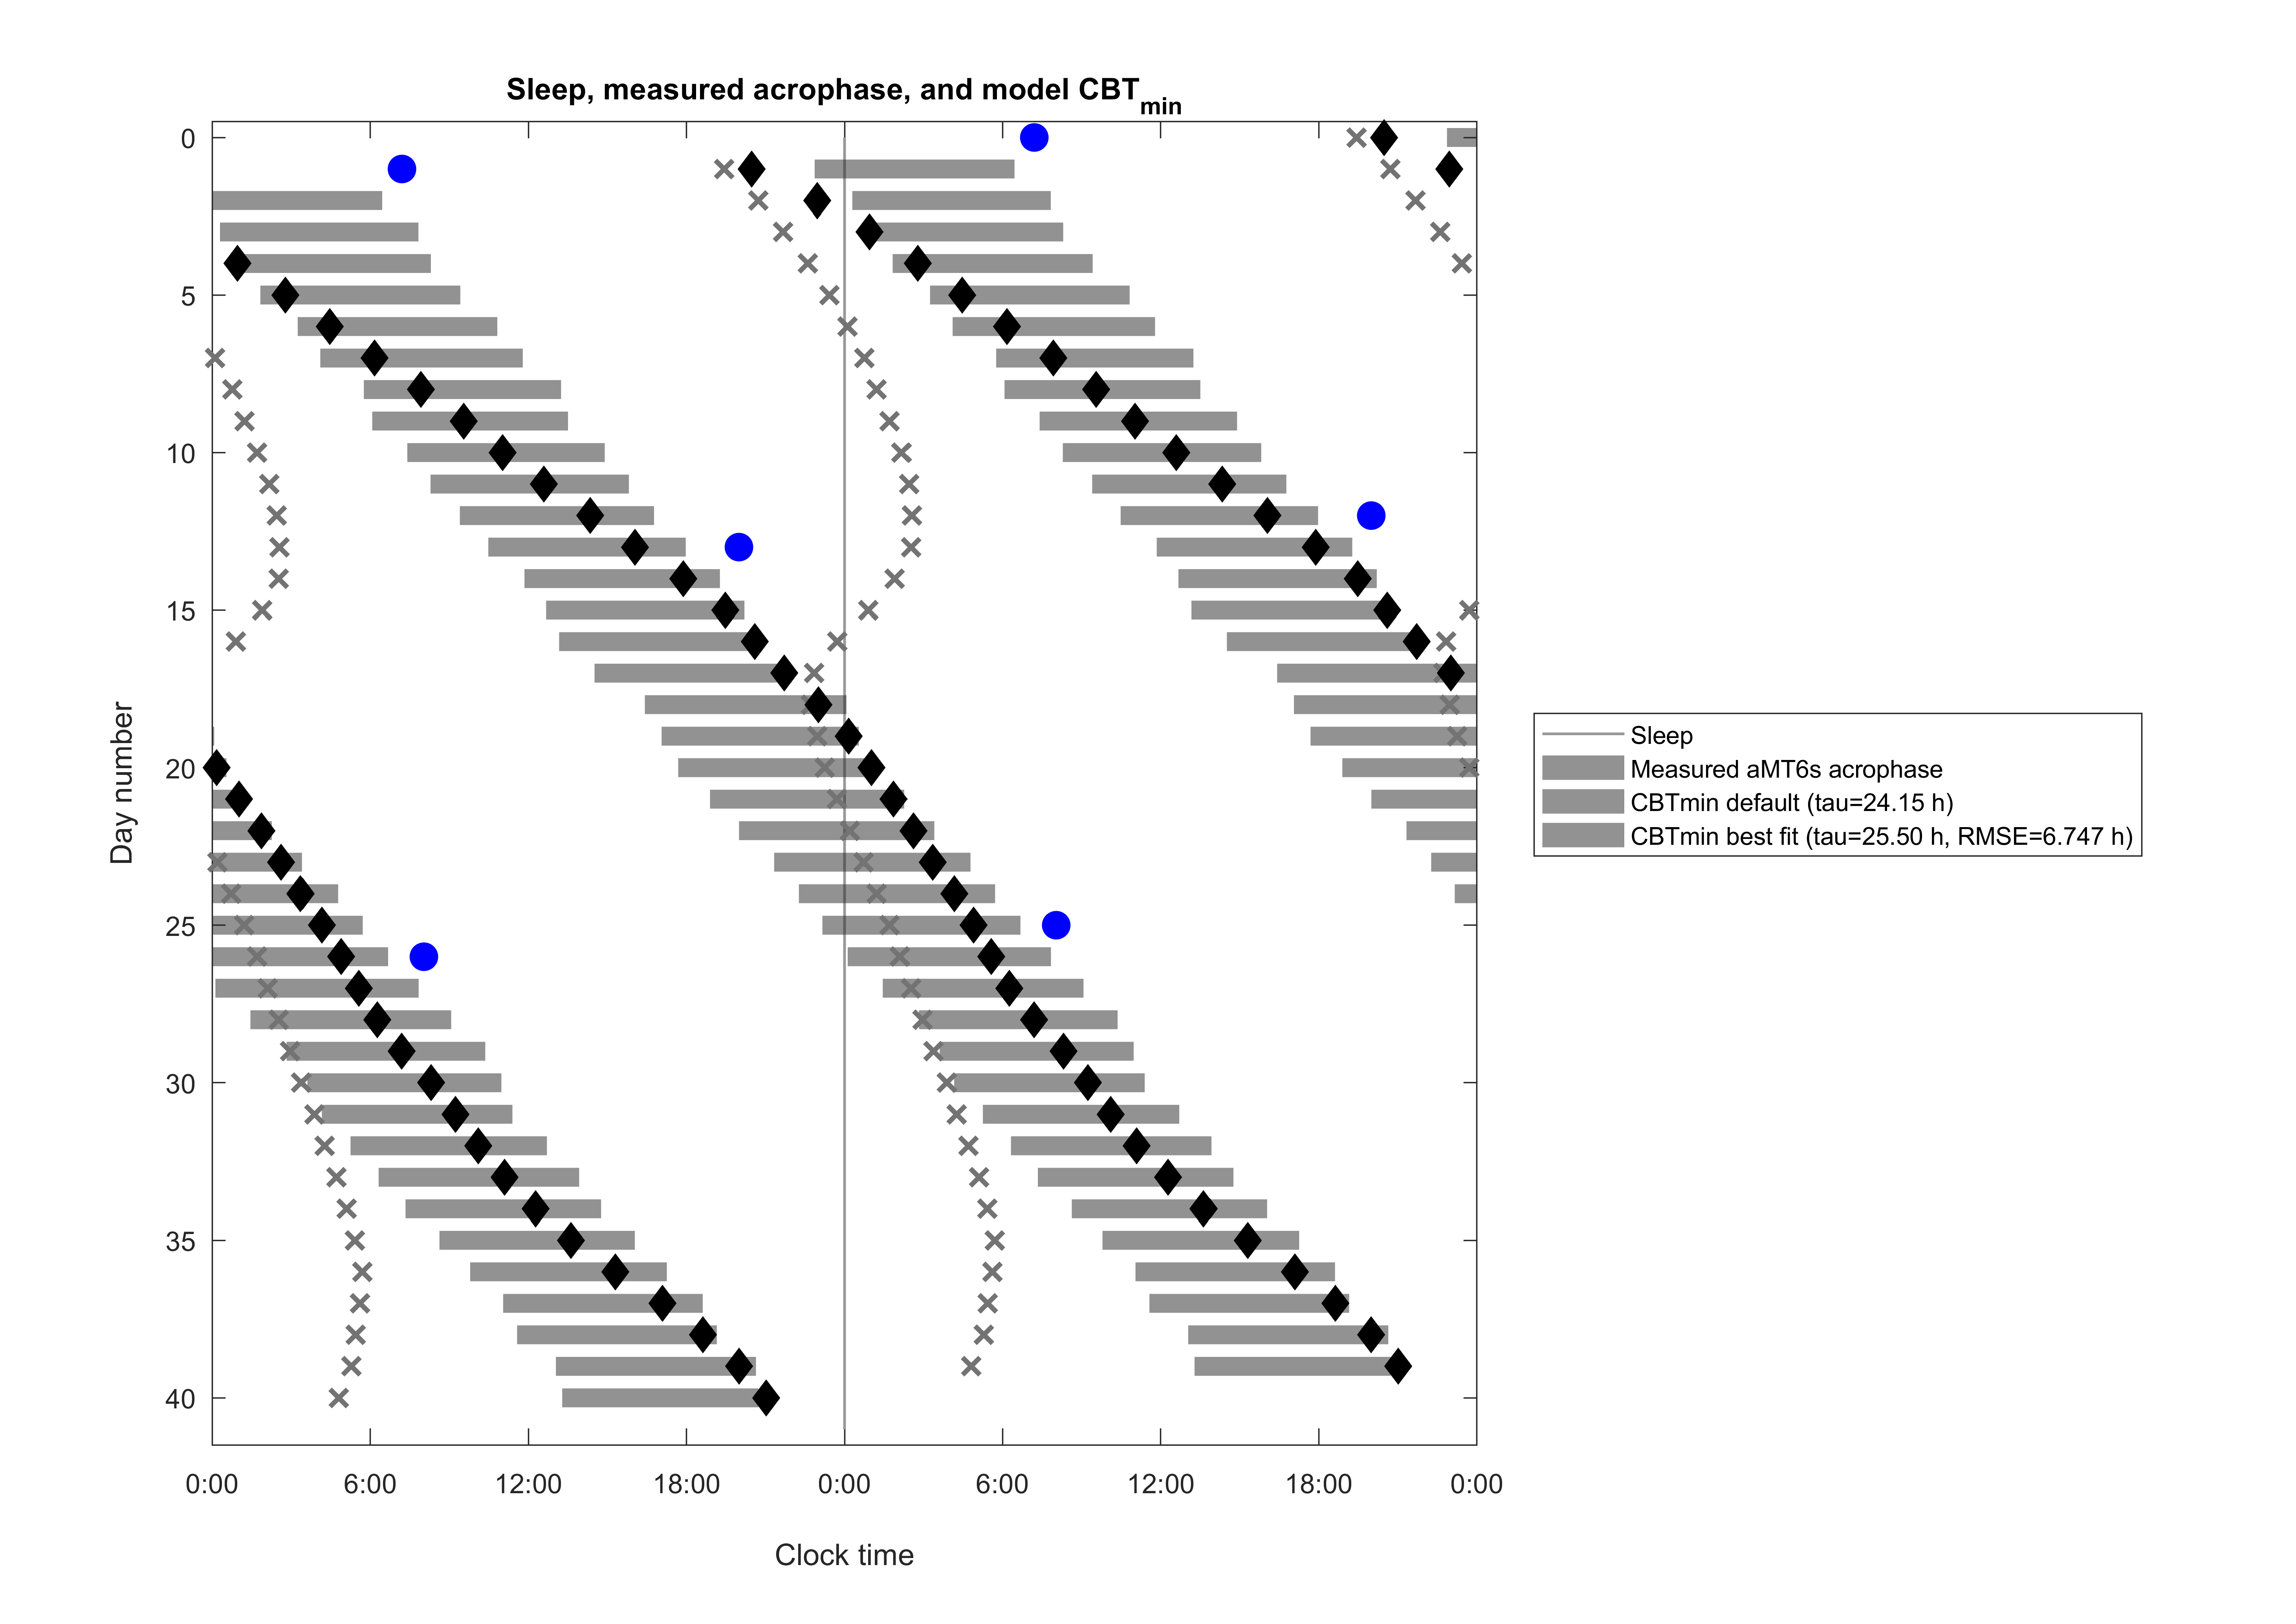 Sleep, measured acrophase, and model CBTmin
0
5
10
15
20
25
30
35
40
Day number
0:00 6:00 12:00 18:00 0:00 6:00 12:00 18:00 0:00
Clock time
Sleep
Measured aMT6s acrophase
CBTmin default (tau=24.15 h)
CBTmin best fit (tau=25.50 h, RMSE=6.747 h)